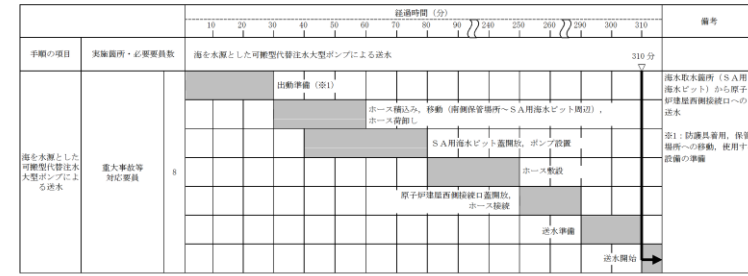 経過時間（分）
備考
10 20 30 40 50 60 70 80 90 240 250 260 290 300 310
手順の項目
実施箇所・必要要員数
海を水源とした可搬型代替注水大型ポンプによる送水
310 分
▽
海を水源とした
可搬型代替注水
大型ポンプによ
る送水
重大事故等
対応要員
8
出動準備（※1）
ホース積込み，移動（南側保管場所～ＳＡ用海水ピット周辺），
ホース荷卸し
ＳＡ用海水ピット蓋開放，ポンプ設置
ホース敷設
原子炉建屋西側接続口蓋開放，
ホース接続
送水準備
送水開始
海水取水箇所（ＳＡ用
海水ピット）から原子
炉建屋西側接続口への
送水
※1：防護具着用，保管
場所への移動，使用す
設備の準備